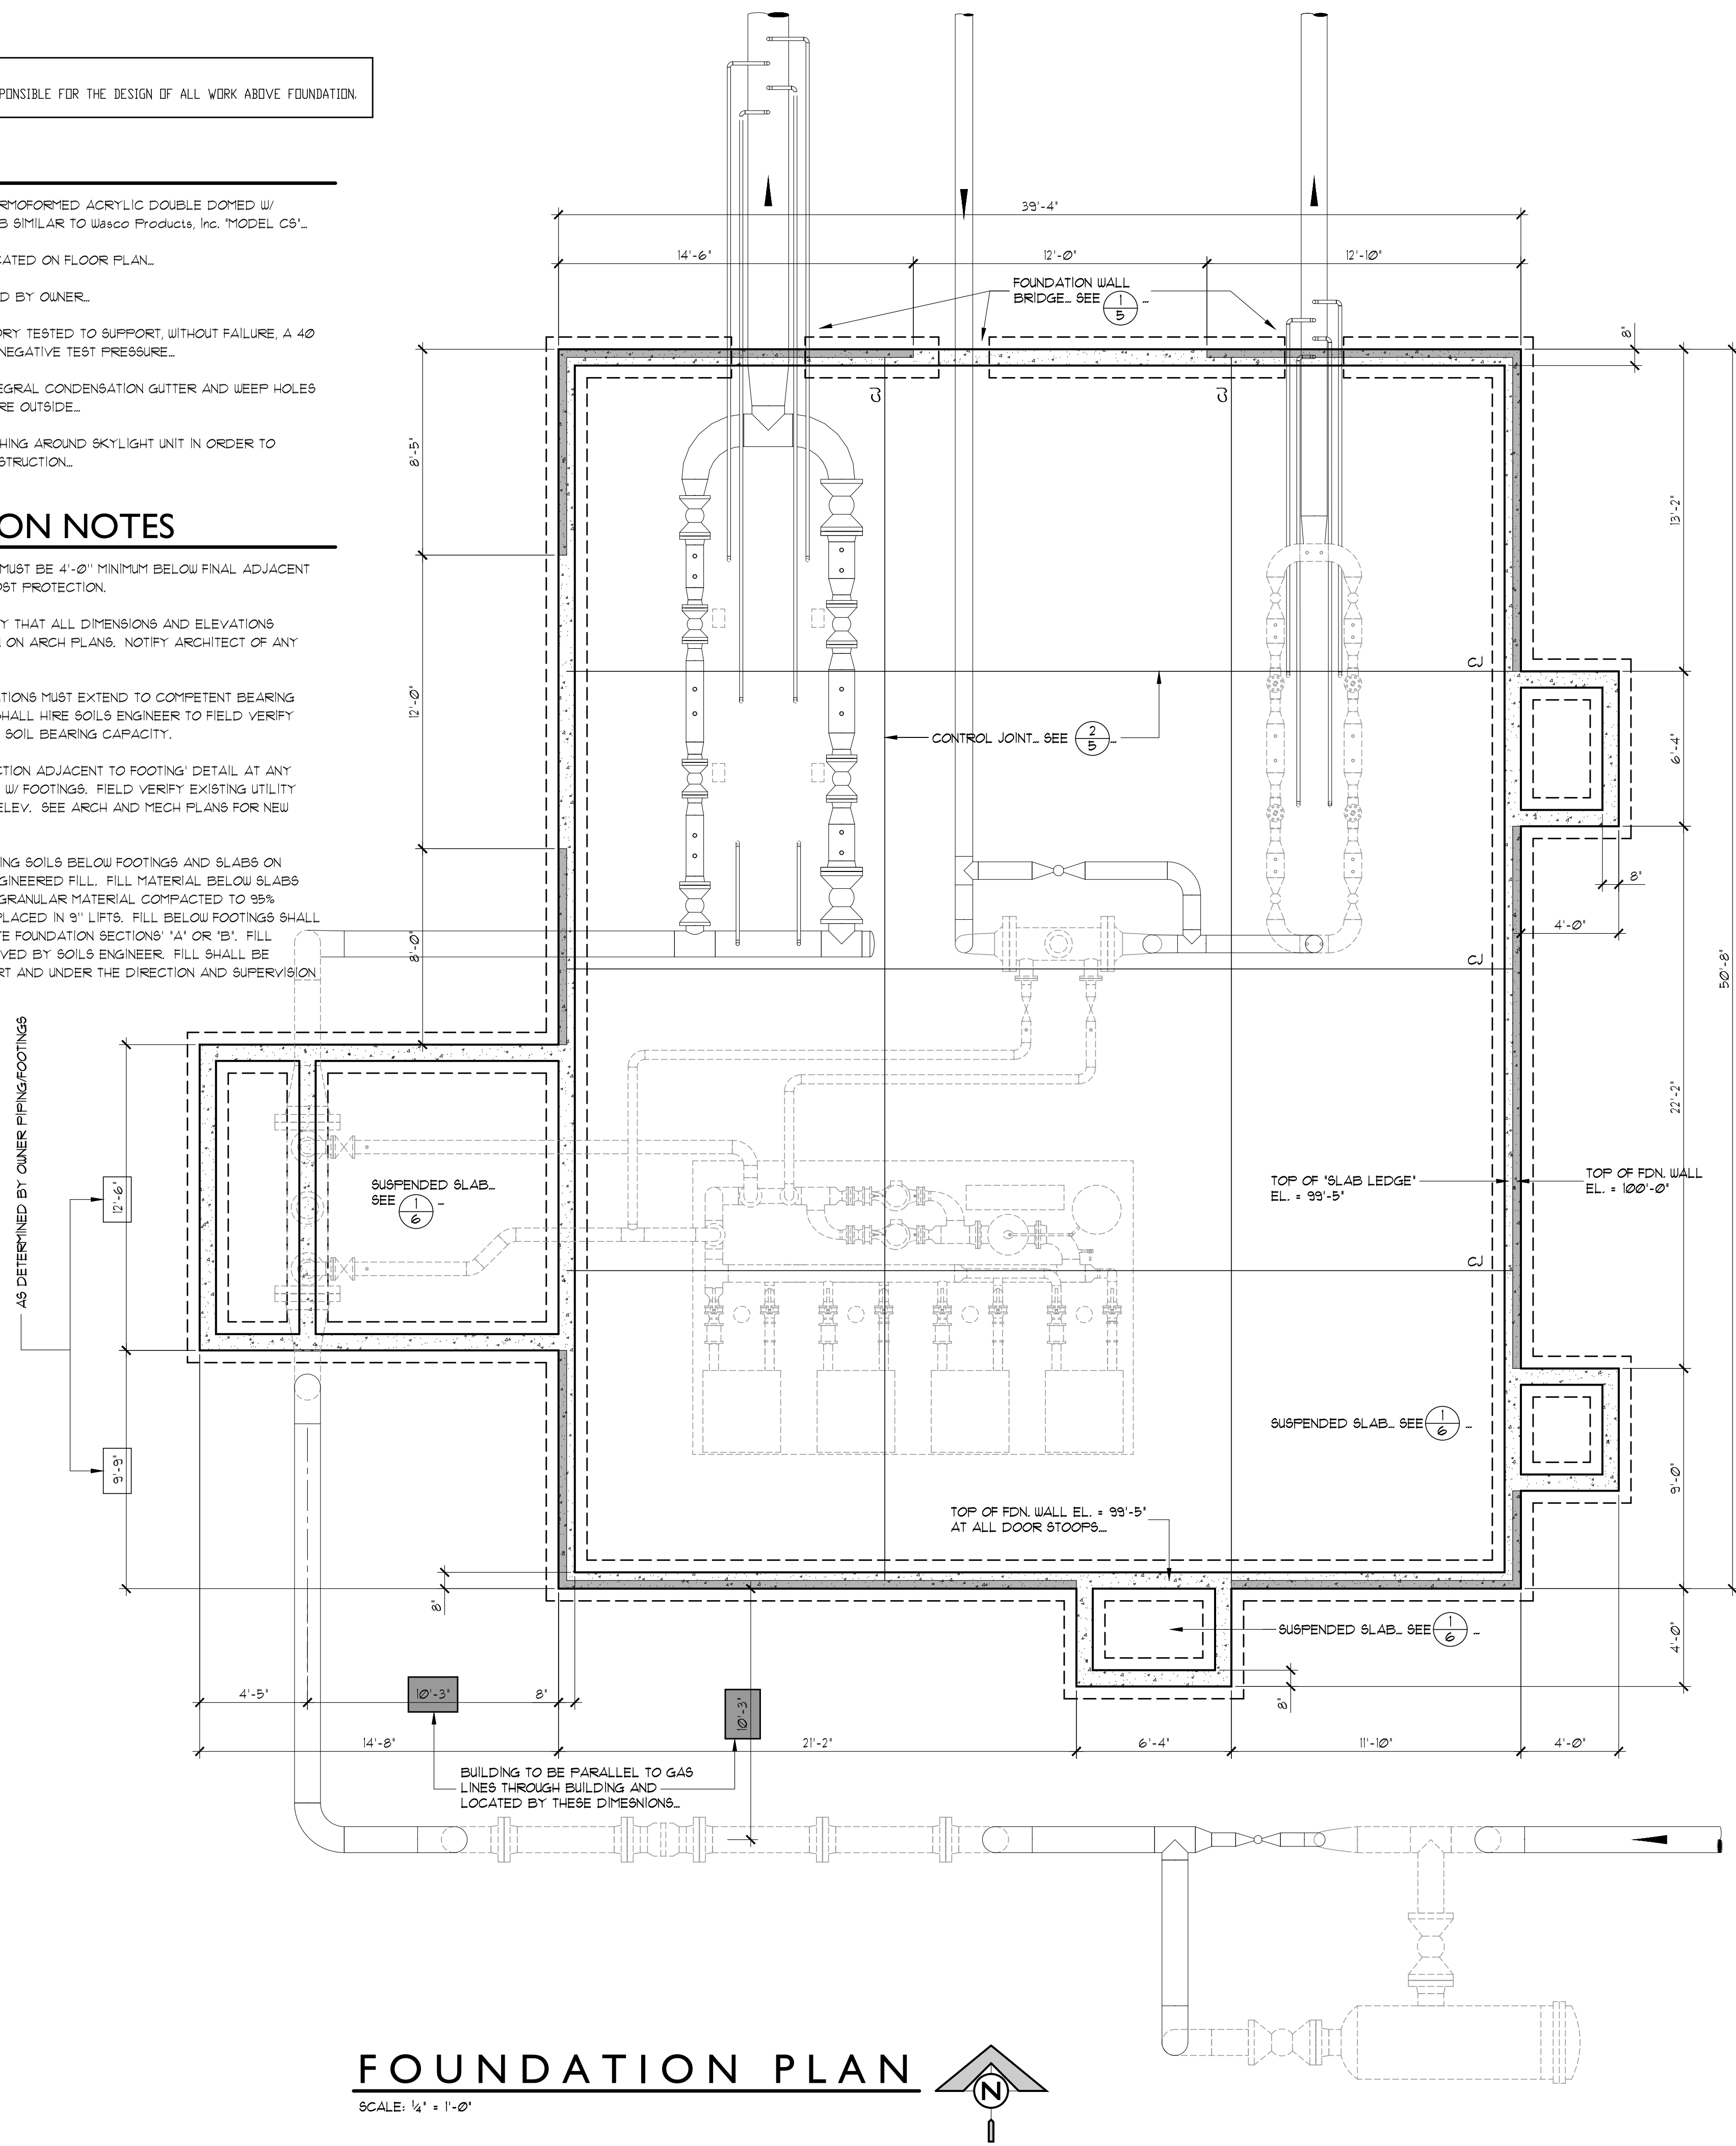 PONSIBLE FOR THE DESIGN OF ALL WORK ABOVE FOUNDATION.
RMOFORMED ACRYLIC DOUBLE DOMED W/
B SIMILAR TO Wasco Products, Inc. "MODEL CS"...
CATED ON FLOOR PLAN...
D BY OWNER...
ORY TESTED TO SUPPORT, WITHOUT FAILURE, A 40
NEGATIVE TEST PRESSURE...
EGRAL CONDENSATION GUTTER AND WEEP HOLES
RE OUTSIDE...
HING AROUND SKYLIGHT UNIT IN ORDER TO
STRUCTION...
ON NOTES
MUST BE 4'-0" MINIMUM BELOW FINAL ADJACENT
OST PROTECTION.
Y THAT ALL DIMENSIONS AND ELEVATIONS
ON ARCH PLANS. NOTIFY ARCHITECT OF ANY
ATIONS MUST EXTEND TO COMPETENT BEARING
SHALL HIRE SOILS ENGINEER TO FIELD VERIFY
SOIL BEARING CAPACITY.
CTION ADJACENT TO FOOTING' DETAIL AT ANY
W/ FOOTINGS. FIELD VERIFY EXISTING UTILITY
ELEV. SEE ARCH AND MECH PLANS FOR NEW
ING SOILS BELOW FOOTINGS AND SLABS ON
GINEERED FILL. FILL MATERIAL BELOW SLABS
GRANULAR MATERIAL COMPACTED TO 95%
PLACED IN 9" LIFTS. FILL BELOW FOOTINGS SHALL
TE FOUNDATION SECTIONS' "A" OR "B". FILL
VED BY SOILS ENGINEER. FILL SHALL BE
RT AND UNDER THE DIRECTION AND SUPERVISION
39'-4"
14'-6"
12'-0"
12'-10"
FOUNDATION WALL
BRIDGE... SEE 1/5 ...
8"
CJ
CJ
8'-5"
13'-2"
CJ
12'-0"
CONTROL JOINT... SEE 2/5 ...
6'-4"
8"
4'-0"
8'-0"
CJ
50'-8"
AS DETERMINED BY OWNER PIPING/FOOTINGS
12'-6"
SUSPENDED SLAB...
SEE 1/6 ...
TOP OF "SLAB LEDGE"
EL. = 99'-5"
TOP OF FDN. WALL
EL. = 100'-0"
22'-2"
CJ
SUSPENDED SLAB... SEE 1/6 ...
9'-9"
9'-0"
TOP OF FDN. WALL EL. = 99'-5"
AT ALL DOOR STOOPS....
8"
SUSPENDED SLAB... SEE 1/6 ...
4'-0"
4'-5"
10'-3"
8"
10'-3"
8"
14'-8"
21'-2"
6'-4"
11'-10"
4'-0"
BUILDING TO BE PARALLEL TO GAS
LINES THROUGH BUILDING AND
LOCATED BY THESE DIMESNIONS...
FOUNDATION PLAN
N
SCALE: 1/4" = 1'-0"